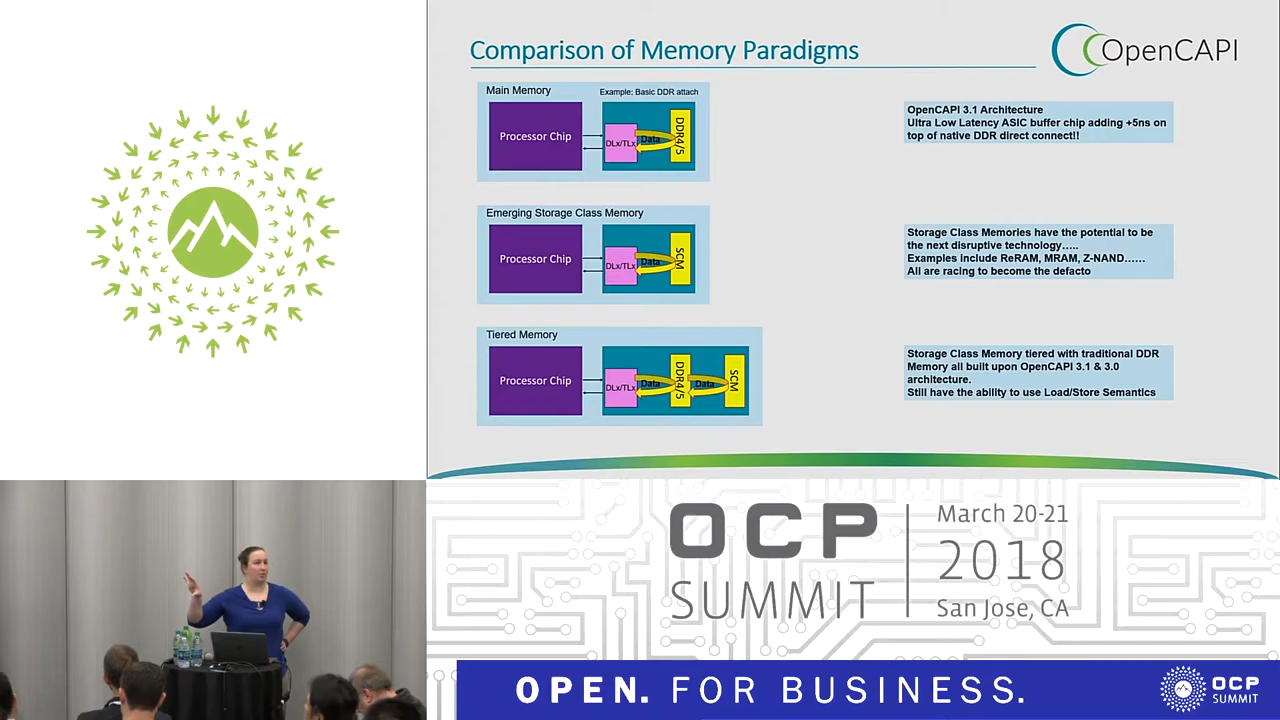 Comparison of Memory Paradigms
OpenCAPI
Main Memory
Example: Basic DDR attach
Processor Chip
DLx/TLx
Data
DDR4/5
OpenCAPI 3.1 Architecture
Ultra Low Latency ASIC buffer chip adding +5ns on
top of native DDR direct connect!!
Emerging Storage Class Memory
Processor Chip
DLx/TLx
Data
SCM
Storage Class Memories have the potential to be
the next disruptive technology…..
Examples include ReRAM, MRAM, Z-NAND……
All are racing to become the defacto
Tiered Memory
Processor Chip
DLx/TLx
Data
DDR4/5
Data
SCM
Storage Class Memory tiered with traditional DDR
Memory all built upon OpenCAPI 3.1 & 3.0
architecture.
Still have the ability to use Load/Store Semantics
OCP
SUMMIT
March 20-21
2018
San Jose, CA
OPEN. FOR BUSINESS.
OCP
SUMMIT